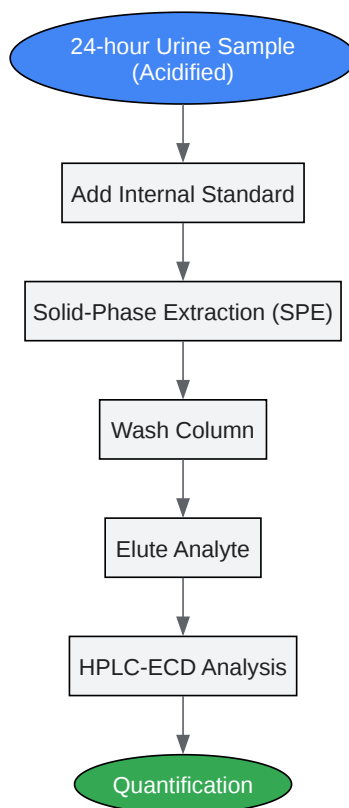 24-hour Urine Sample
(Acidified)
Add Internal Standard
Solid-Phase Extraction (SPE)
Wash Column
Elute Analyte
HPLC-ECD Analysis
Quantification